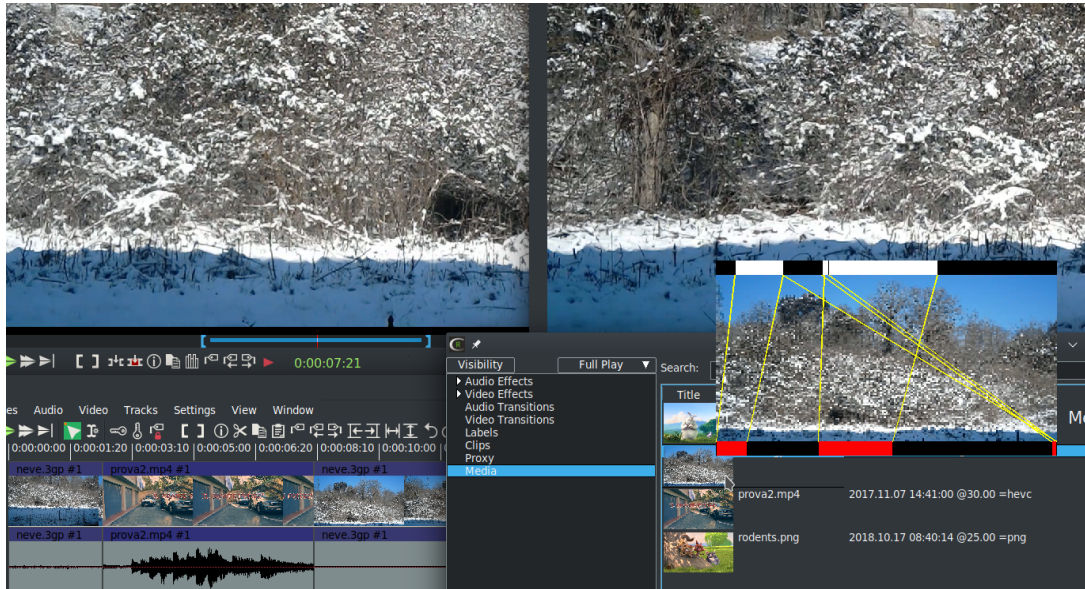 0:00:07:21
Visibility
Full Play
Search:
Audio Effects
Video Effects
Audio Transitions
Video Transitions
Labels
Clips
Proxy
Media
Title
prova2.mp4 2017.11.07 14:41:00 @30.00 =hevc
rodents.png 2018.10.17 08:40:14 @25.00 =png
Audio Video Tracks Settings View Window
0:00:00:00 0:00:01:20 0:00:03:10 0:00:05:00 0:00:06:20 0:00:08:10 0:00:10:00
neve.3gp #1 prova2.mp4 #1 neve.3gp #1
neve.3gp #1 prova2.mp4 #1 neve.3gp #1